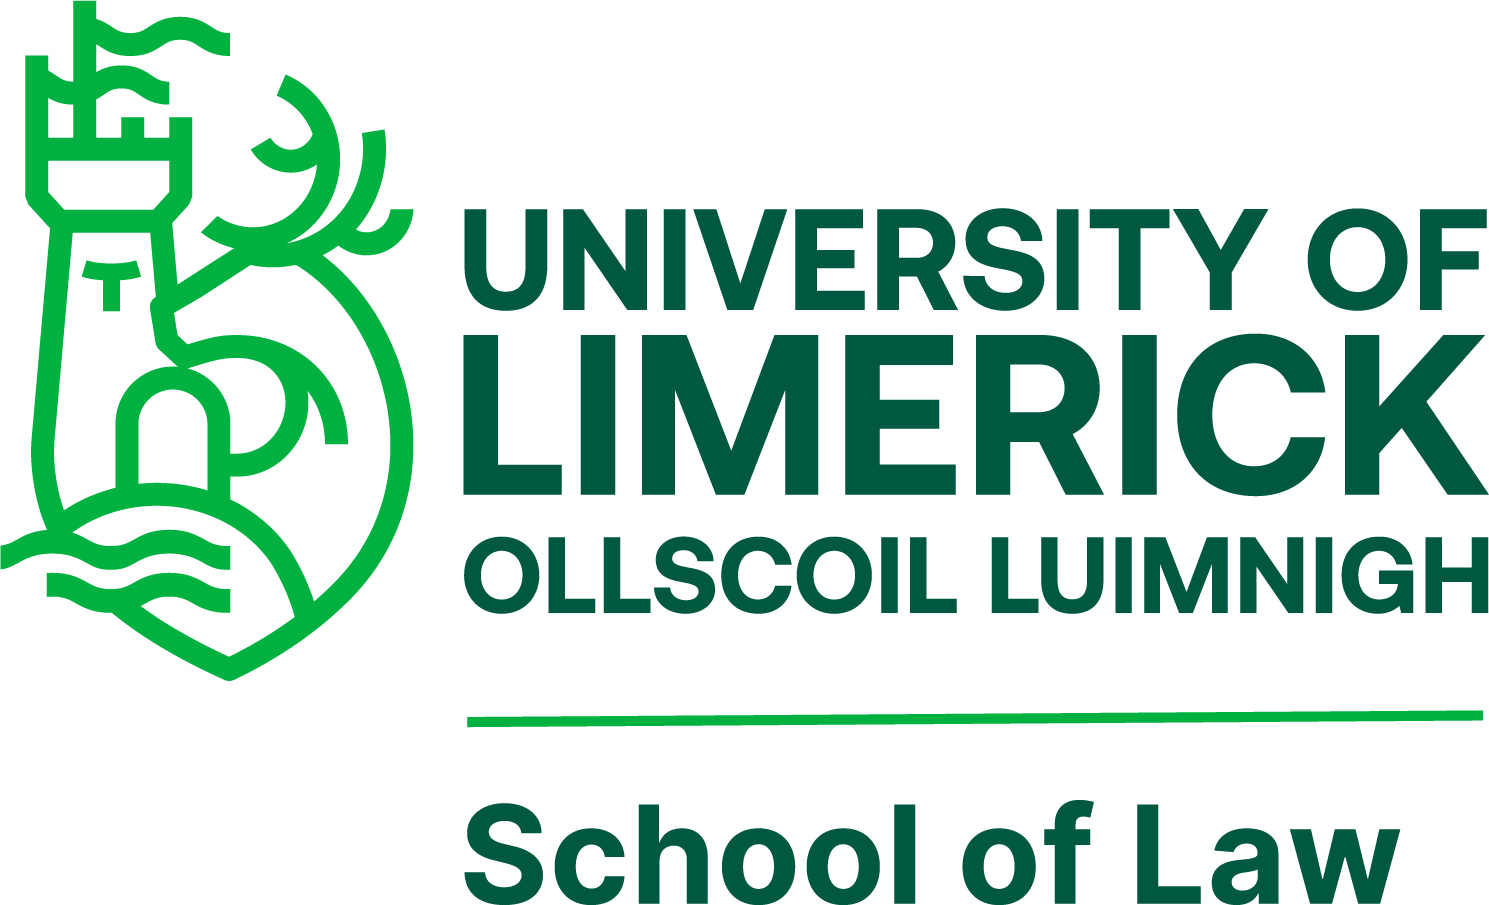 UNIVERSITY OF
LIMERICK
OLLSCOIL LUIMNIGH
School of Law